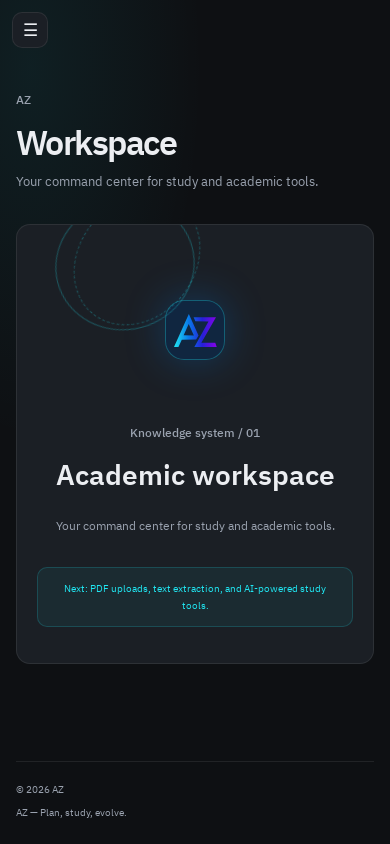 ☰
AZ
Workspace
Your command center for study and academic tools.
AZ
Knowledge system / 01
Academic workspace
Your command center for study and academic tools.
Next: PDF uploads, text extraction, and AI-powered study
tools.
© 2026 AZ
AZ — Plan, study, evolve.